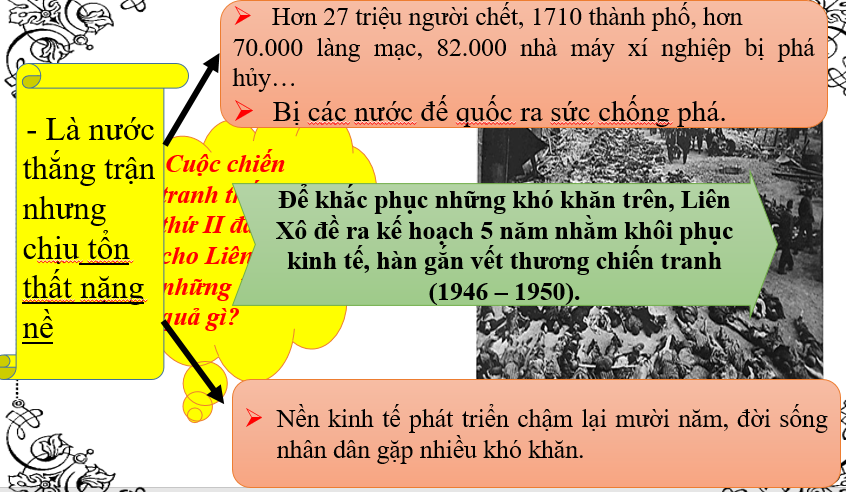 Hơn 27 triệu người chết, 1710 thành phố, hơn
70.000 làng mạc, 82.000 nhà máy xí nghiệp bị phá
hủy…
Bị các nước đế quốc ra sức chống phá.
- Là nước
thắng trận
nhưng
chịu tổn
thất nặng
nề
Cuộc chiến
tranh
thứ II
cho Liên
những
quả gì?
Để khắc phục những khó khăn trên, Liên
Xô đề ra kế hoạch 5 năm nhằm khôi phục
kinh tế, hàn gắn vết thương chiến tranh
(1946 – 1950).
Nền kinh tế phát triển chậm lại mười năm, đời sống
nhân dân gặp nhiều khó khăn.